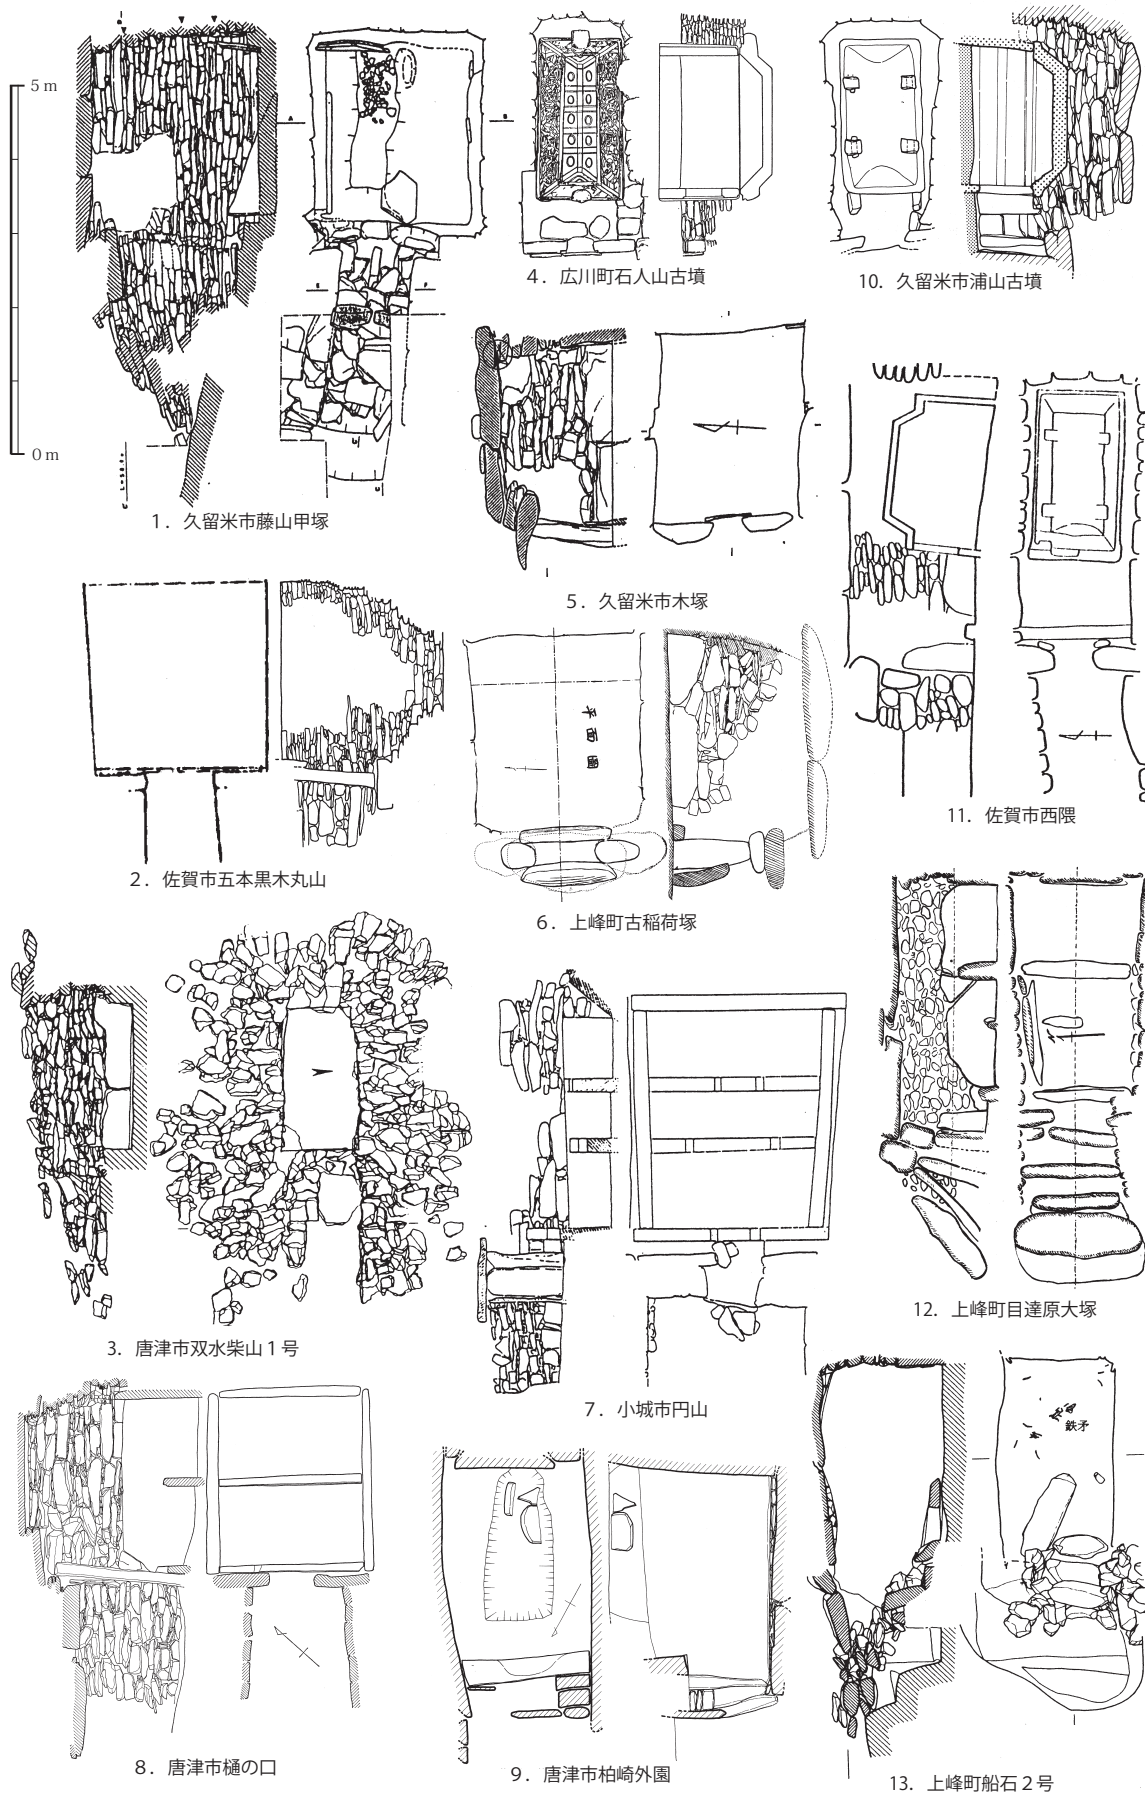 5m
0m
1．久留米市藤山甲塚
2．佐賀市五本黒木丸山
3．唐津市双水柴山１号
4．広川町石人山古墳
5．久留米市木塚
平面圖
6．上峰町古稲荷塚
7．小城市円山
8．唐津市樋の口
9．唐津市柏崎外園
10．久留米市浦山古墳
11．佐賀市西隈
12．上峰町目達原大塚
鉄矛
13．上峰町船石２号